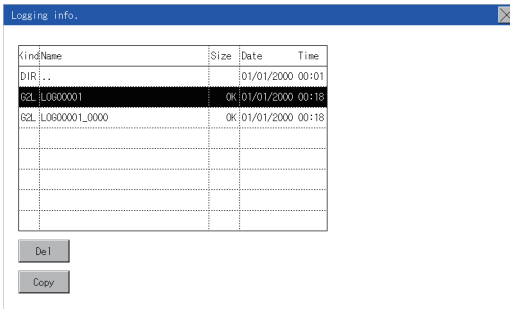 Logging info.
Kind Name Size Date Time
DIR .. 01/01/2000 00:01
G2L LOG00001 0K 01/01/2000 00:18
G2L LOG00001_0000 0K 01/01/2000 00:18
Del
Copy